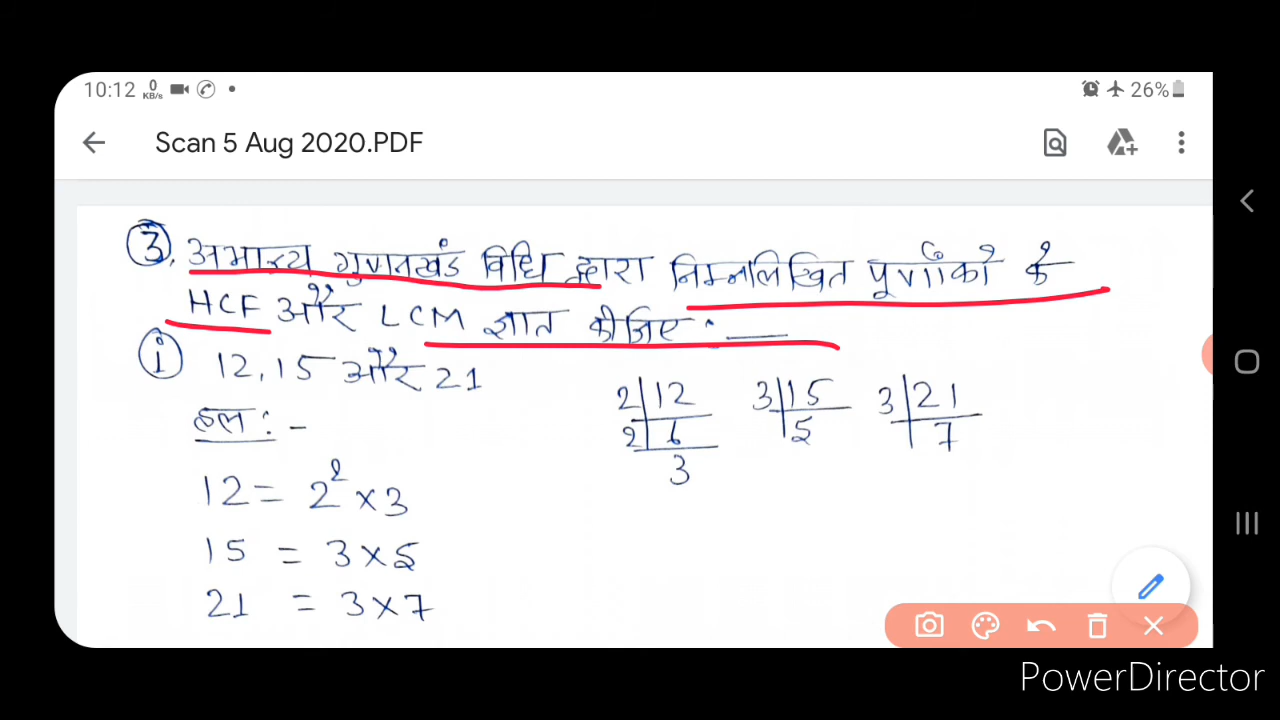 10:12 0 KB/s 26%
Scan 5 Aug 2020.PDF
3. अभाज्य गुणनखंड विधि द्वारा निम्नलिखित पूर्णांकों के
HCF और LCM ज्ञात कीजिए :—
i 12, 15 और 21
हल :-
2 12 3 15 3 21
2 6 5 7
3
12 = 2² × 3
15 = 3 × 5
21 = 3 × 7
PowerDirector